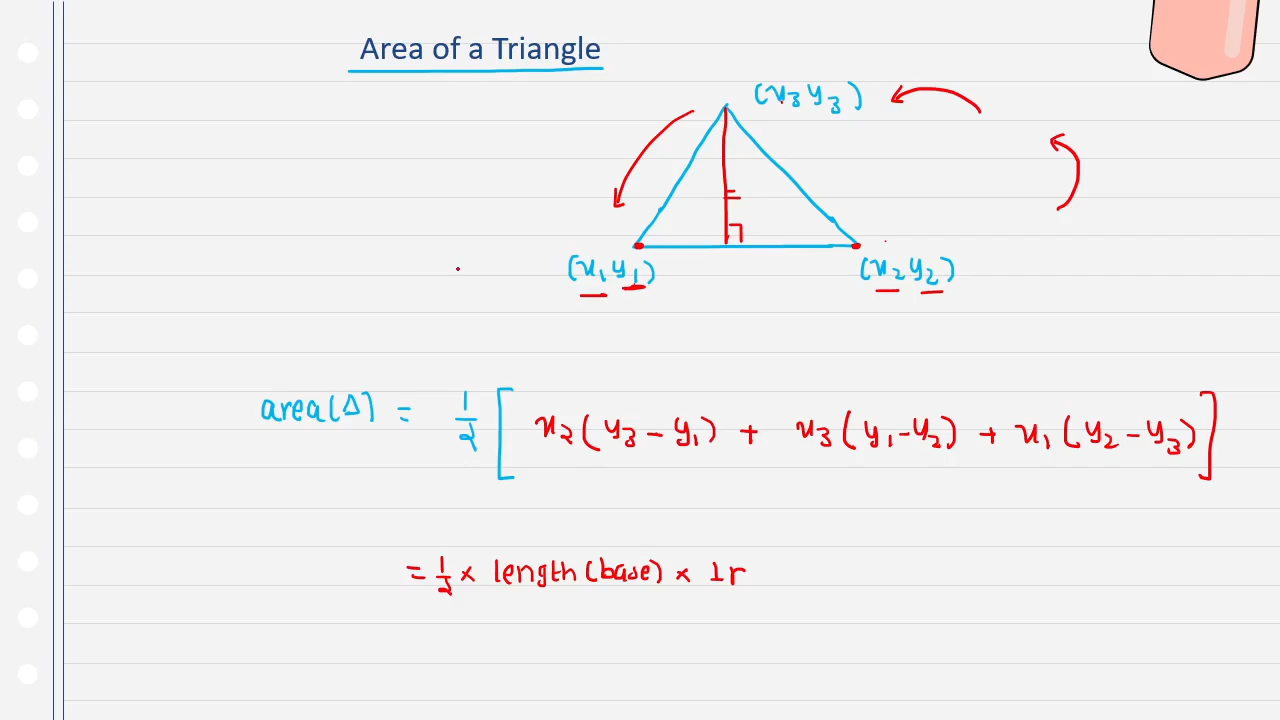 Area of a Triangle
(x3 y3)
(x1 y1) (x2 y2)
area(Δ) = 1/2 [ x2 (y3 - y1) + x3 (y1 - y2) + x1 (y2 - y3) ]
= 1/2 × length (base) × ⊥r